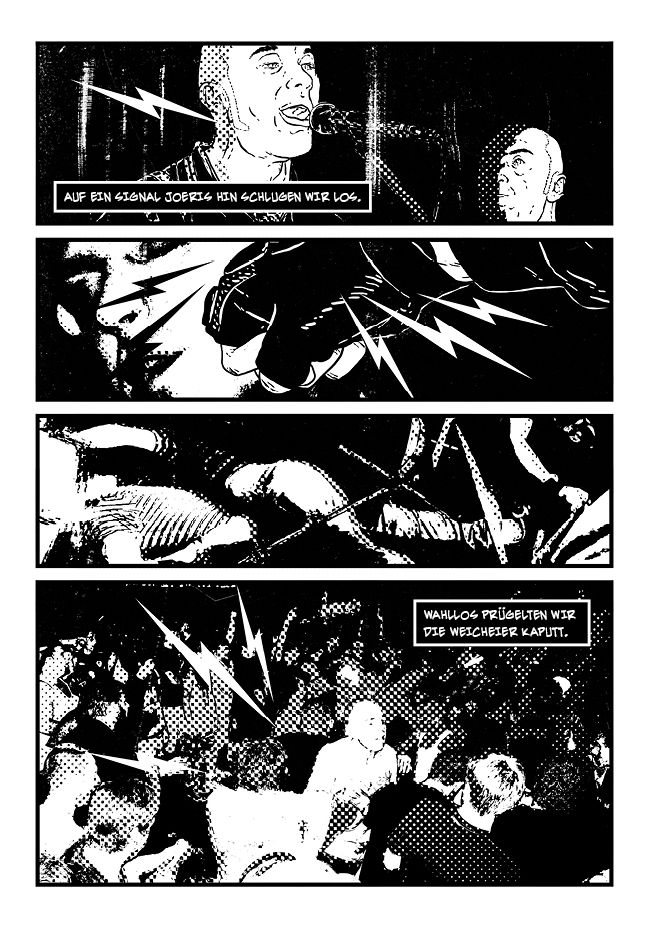 AUF EIN SIGNAL JOERIS HIN SCHLUGEN WIR LOS.
WAHLLOS PRÜGELTEN WIR
DIE WEICHEIER KAPUTT.